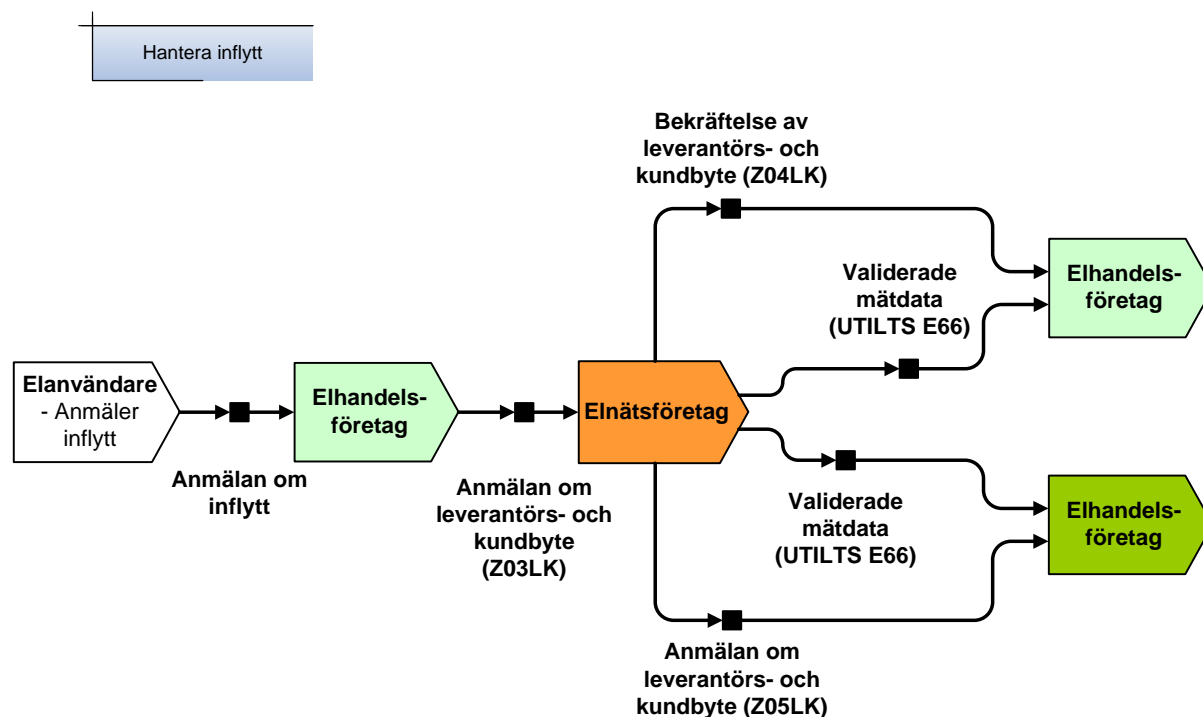 Hantera inflytt
Bekräftelse av
leverantörs- och
kundbyte (Z04LK)
Validerade
mätdata
(UTILTS E66)
Elhandels-
företag
Elanvändare
- Anmäler
inflytt
Anmälan om
inflytt
Elhandels-
företag
Anmälan om
leverantörs- och
kundbyte
(Z03LK)
Elnätsföretag
Validerade
mätdata
(UTILTS E66)
Elhandels-
företag
Anmälan om
leverantörs- och
kundbyte (Z05LK)